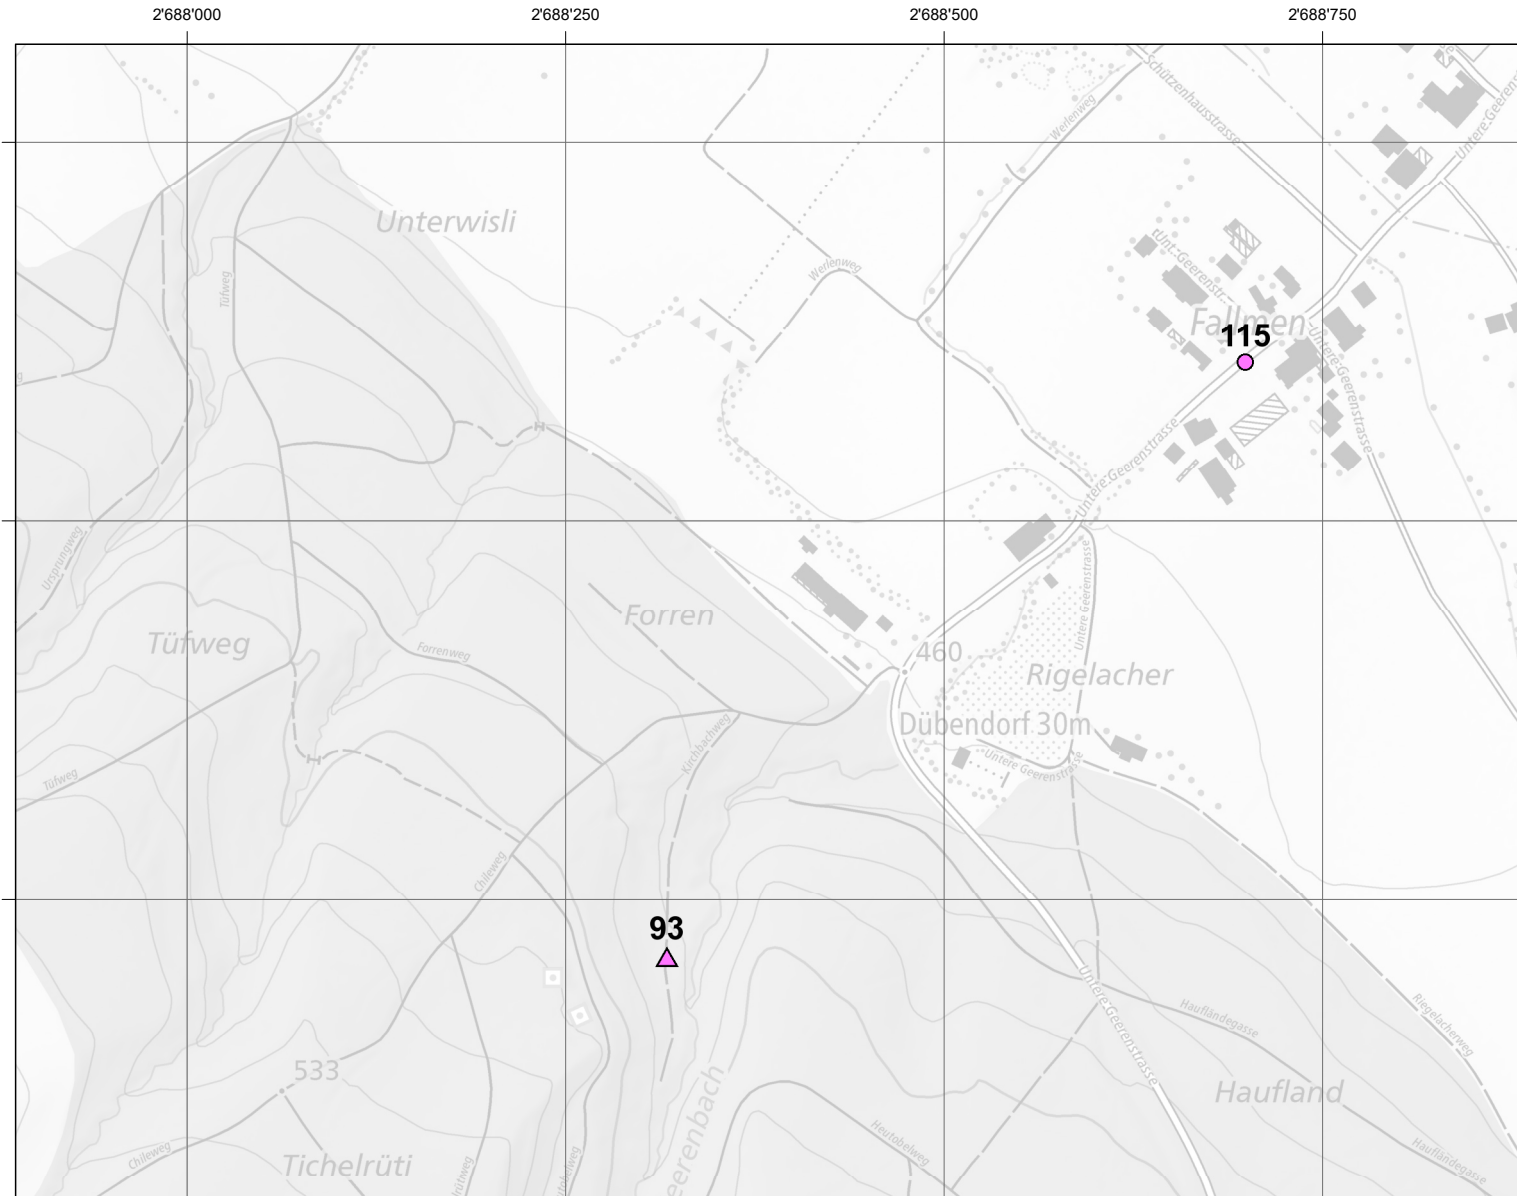 2'688'000
2'688'250
2'688'500
2'688'750
Schützenhausstrasse
Werlenweg
Untere Geerens
Unterwisli
Unt. Geerenstr.
Werlenweg
Tüfweg
Fallmen
115
Untere Geerenstrasse
Untere Geerenstrasse
Ursprungweg
Untere Geerenstrasse
Forren
Tüfweg
Forrenweg
460
Rigelacher
Dübendorf 30m
Kirchbachweg
Untere Geerenstrasse
Tüfweg
Chileweg
93
Untere Geerenstrasse
Haufländegasse
Riegelacherweg
533
Haufland
eerenbach
Heutobelweg
Chileweg
Tichelrüti
Haufländegasse